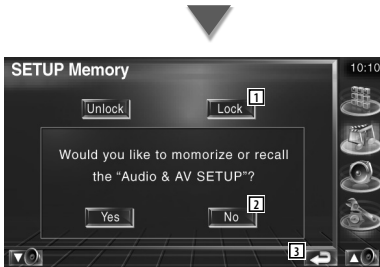 SETUP Memory
10:10
1
Unlock
Lock
Would you like to momorize or recall
the “Audio & AV SETUP”?
2
Yes
No
3